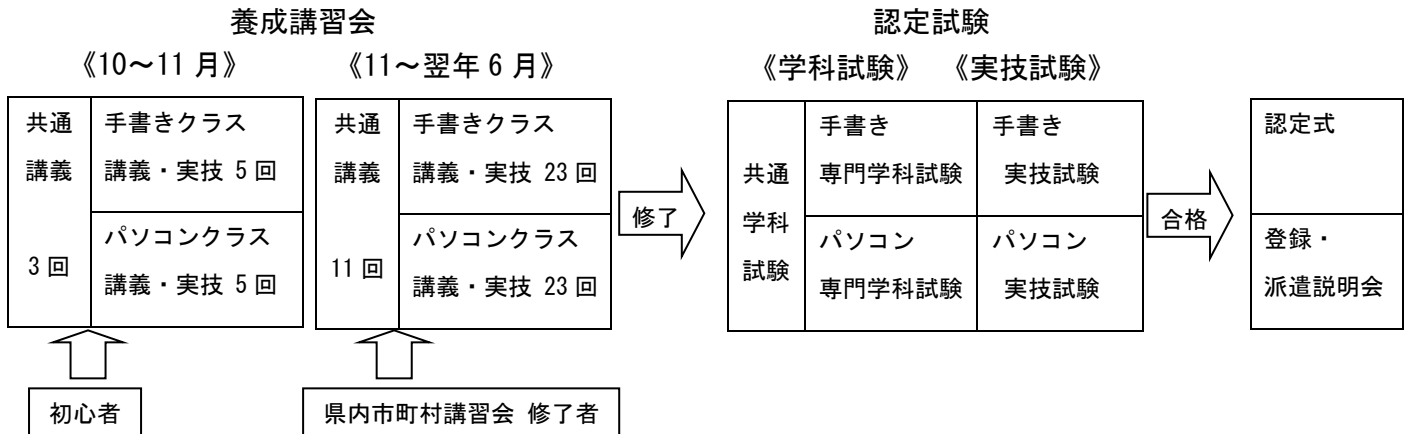 養成講習会
《10～11 月》
《11～翌年 6 月》
共通
講義
3 回
手書きクラス
講義・実技 5 回
パソコンクラス
講義・実技 5 回
共通
講義
11 回
手書きクラス
講義・実技 23 回
パソコンクラス
講義・実技 23 回
初心者
県内市町村講習会 修了者
修了
認定試験
《学科試験》
《実技試験》
共通
学科
試験
手書き
専門学科試験
パソコン
専門学科試験
手書き
実技試験
パソコン
実技試験
合格
認定式
登録・
派遣説明会